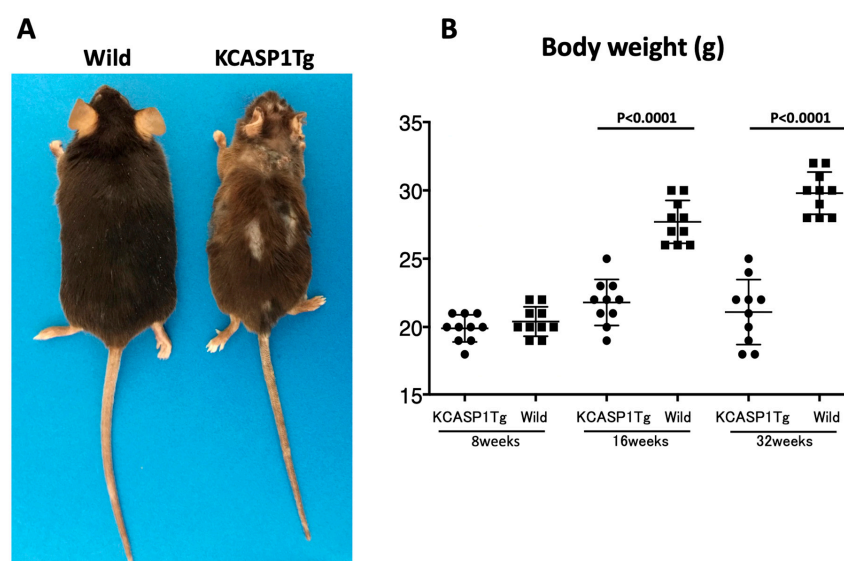 A
Wild KCASP1Tg
B
Body weight (g)
P<0.0001 P<0.0001
35
30
25
20
15
KCASP1Tg Wild KCASP1Tg Wild KCASP1Tg Wild
8weeks 16weeks 32weeks